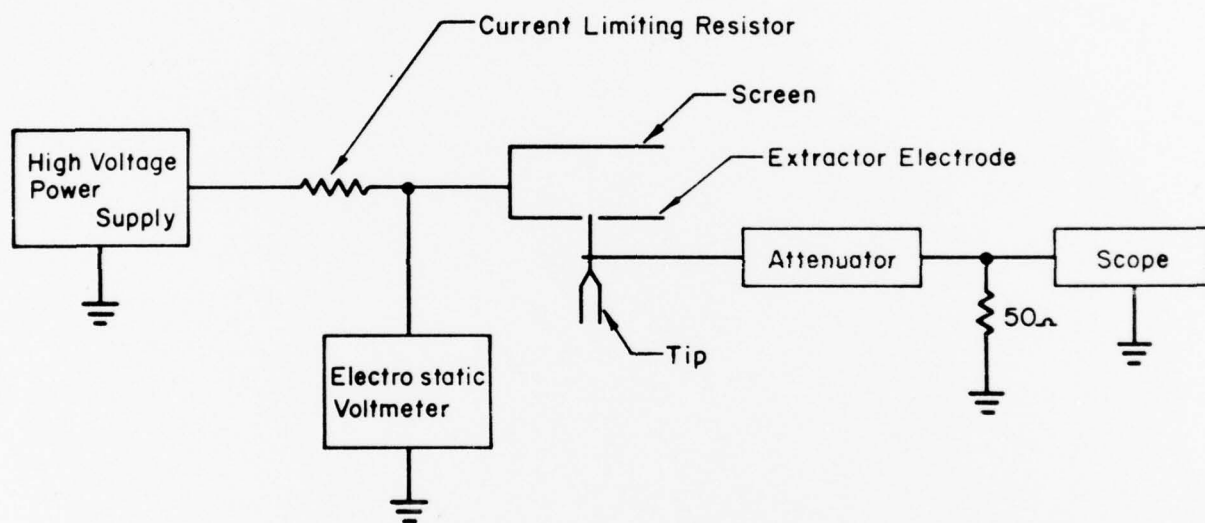 Current Limiting Resistor
Screen
High Voltage
Power
Supply
Extractor Electrode
Attenuator
Scope
50Ω
Tip
Electro static
Voltmeter